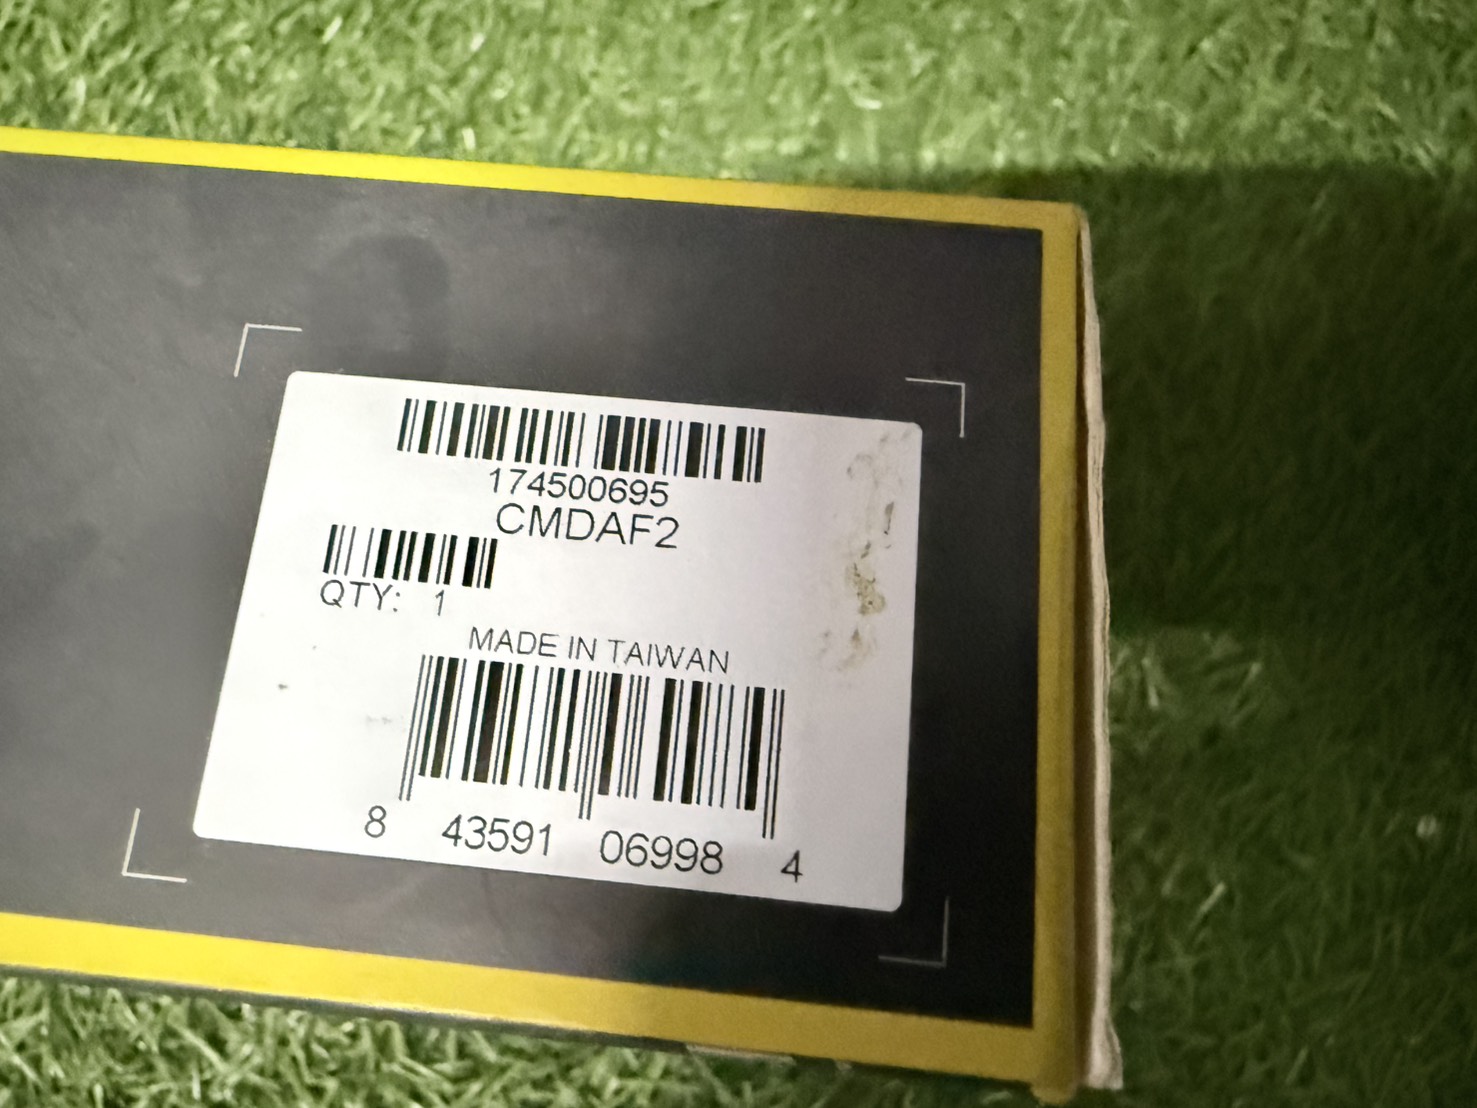 174500695
CMDAF2
QTY: 1
MADE IN TAIWAN
8 43591 06998 4